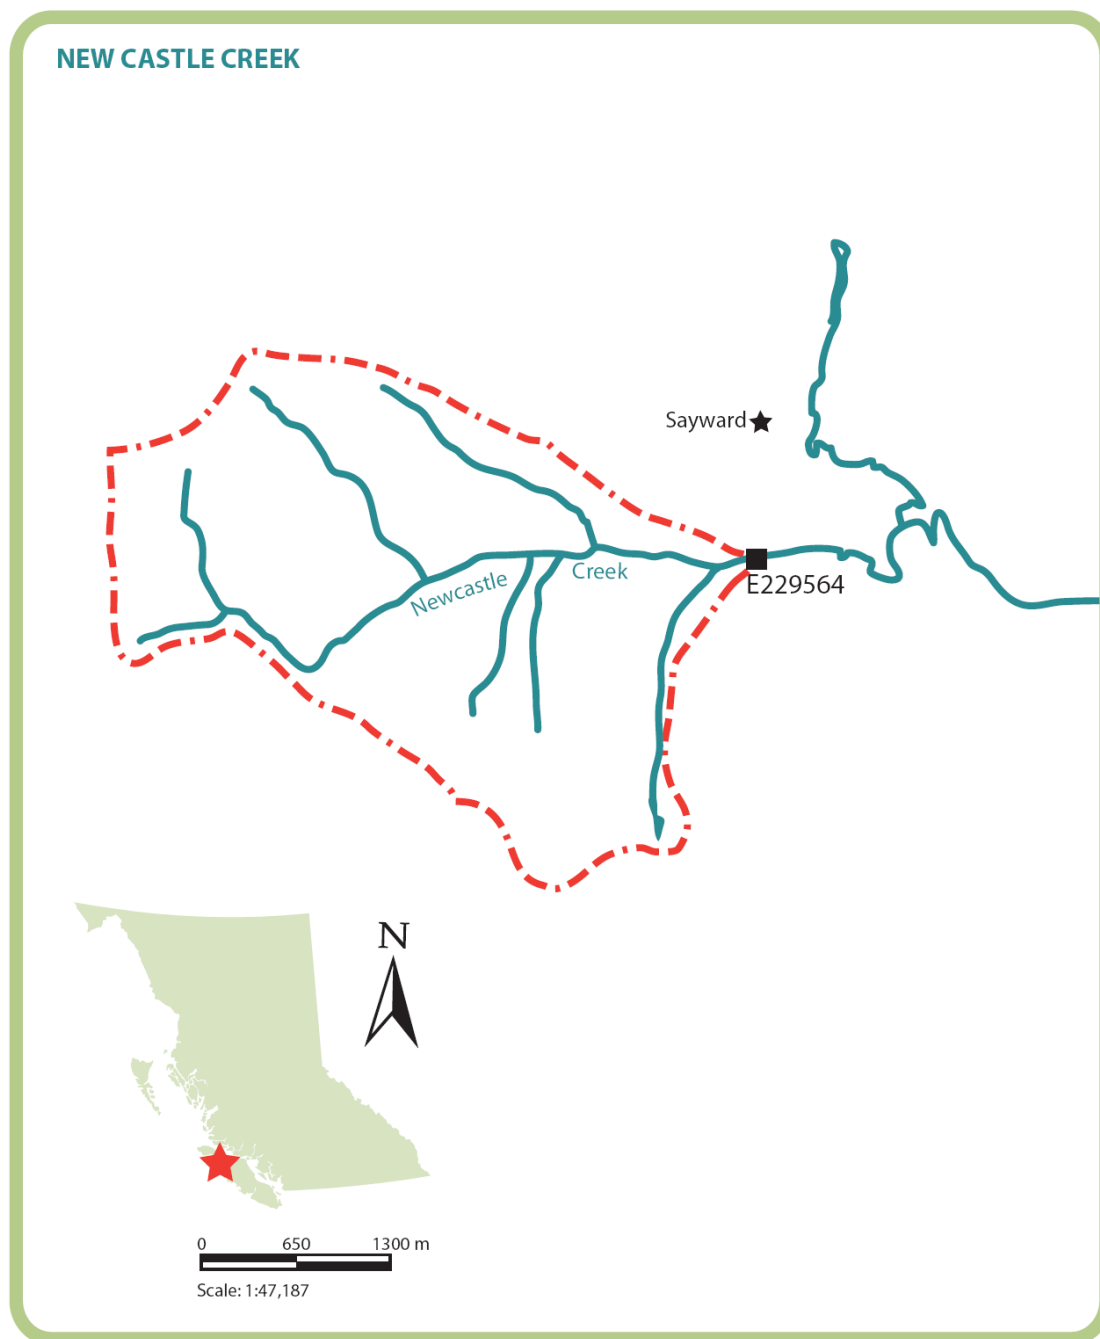 NEW CASTLE CREEK
Sayward
Newcastle
Creek
E229564
N
0 650 1300 m
Scale: 1:47,187